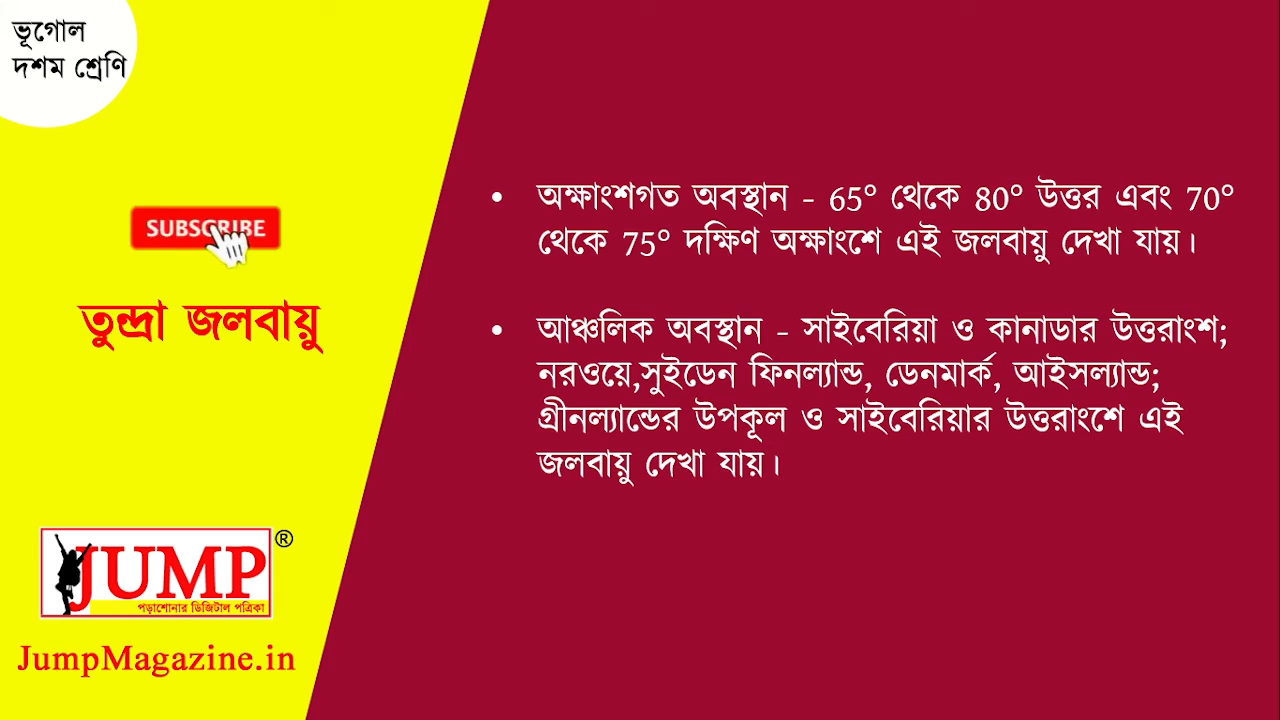 ভূগোল
দশম শ্রেণি
SUBSCRIBE
তুন্দ্রা জলবায়ু
JUMP®
পড়াশোনার ডিজিটাল পত্রিকা
JumpMagazine.in
• অক্ষাংশগত অবস্থান - 65° থেকে 80° উত্তর এবং 70°
থেকে 75° দক্ষিণ অক্ষাংশে এই জলবায়ু দেখা যায়।
• আঞ্চলিক অবস্থান - সাইবেরিয়া ও কানাডার উত্তরাংশ;
নরওয়ে,সুইডেন ফিনল্যান্ড, ডেনমার্ক, আইসল্যান্ড;
গ্রীনল্যান্ডের উপকূল ও সাইবেরিয়ার উত্তরাংশে এই
জলবায়ু দেখা যায়।